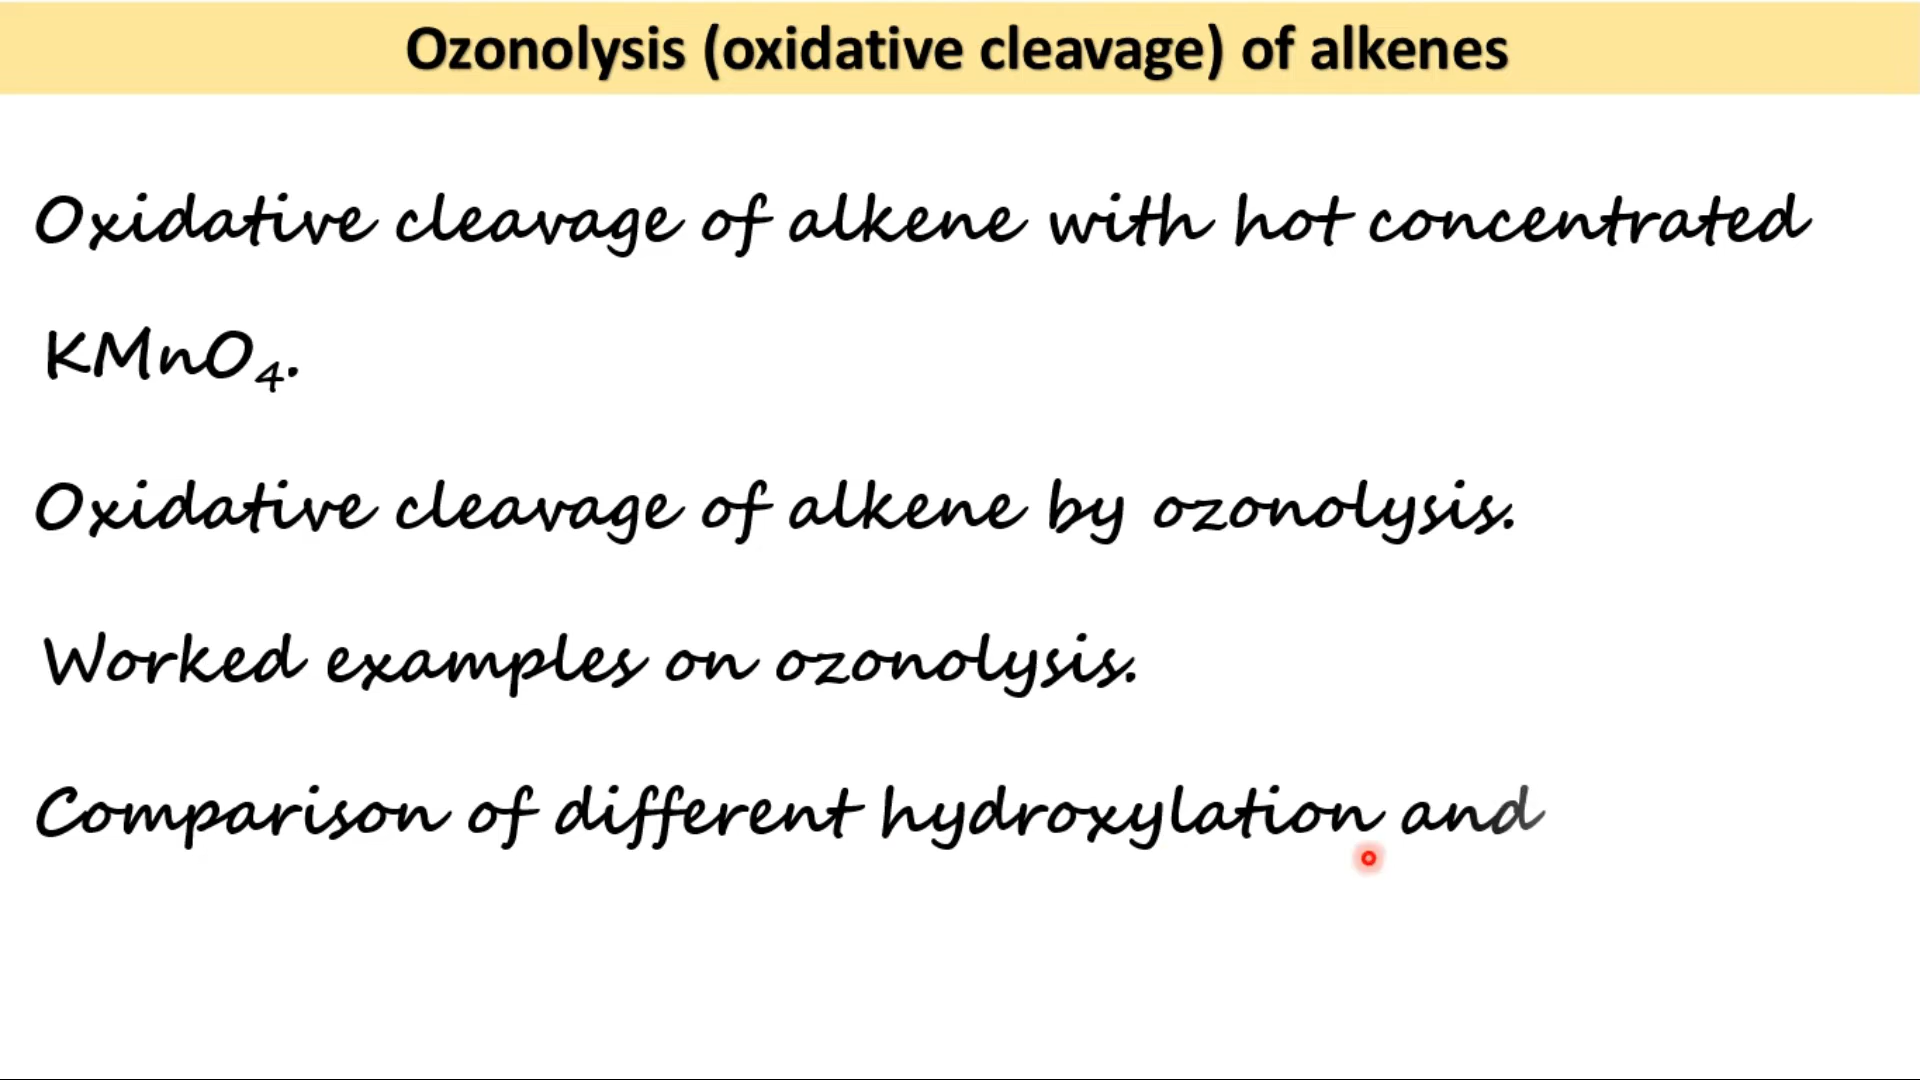 Ozonolysis (oxidative cleavage) of alkenes
Oxidative cleavage of alkene with hot concentrated
KMnO₄.
Oxidative cleavage of alkene by ozonolysis.
Worked examples on ozonolysis.
Comparison of different hydroxylation and